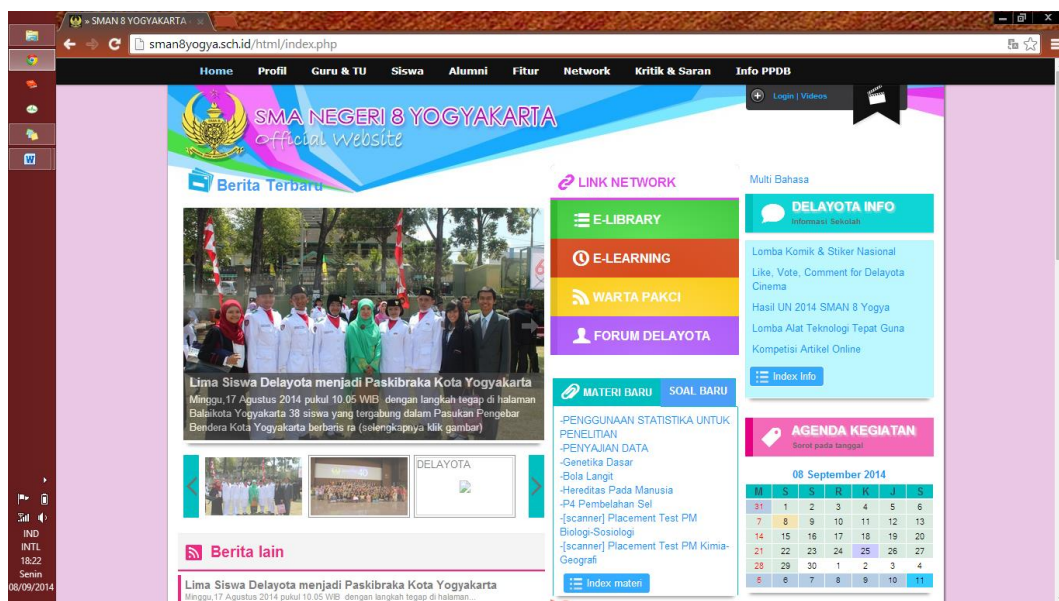 » SMAN 8 YOGYAKARTA -
sman8yogya.sch.id/html/index.php
Home Profil Guru & TU Siswa Alumni Fitur Network Kritik & Saran Info PPDB
Login | Videos
SMA NEGERI 8 YOGYAKARTA
official website
Berita Terbaru
Lima Siswa Delayota menjadi Paskibraka Kota Yogyakarta
Minggu,17 Agustus 2014 pukul 10.05 WIB dengan langkah tegap di halaman
Balaikota Yogyakarta 38 siswa yang tergabung dalam Pasukan Pengebar
Bendera Kota Yogyakarta berbaris ra (selengkapnya klik gambar)
DELAYOTA
Berita lain
Lima Siswa Delayota menjadi Paskibraka Kota Yogyakarta
Minggu,17 Agustus 2014 pukul 10.05 WIB dengan langkah tegap di halaman...
LINK NETWORK
E-LIBRARY
E-LEARNING
WARTA PAKCI
FORUM DELAYOTA
MATERI BARU SOAL BARU
-PENGGUNAAN STATISTIKA UNTUK
PENELITIAN
-PENYAJIAN DATA
-Genetika Dasar
-Bola Langit
-Hereditas Pada Manusia
-P4 Pembelahan Sel
-[scanner] Placement Test PM
Biologi-Sosiologi
-[scanner] Placement Test PM Kimia-
Geografi
Index materi
Multi Bahasa
DELAYOTA INFO
Informasi Sekolah
Lomba Komik & Stiker Nasional
Like, Vote, Comment for Delayota
Cinema
Hasil UN 2014 SMAN 8 Yogya
Lomba Alat Teknologi Tepat Guna
Kompetisi Artikel Online
Index Info
AGENDA KEGIATAN
Sorot pada tanggal
08 September 2014
M S S R K J S
31 1 2 3 4 5 6
7 8 9 10 11 12 13
14 15 16 17 18 19 20
21 22 23 24 25 26 27
28 29 30 1 2 3 4
5 6 7 8 9 10 11
IND
INTL
18:22
Senin
08/09/2014